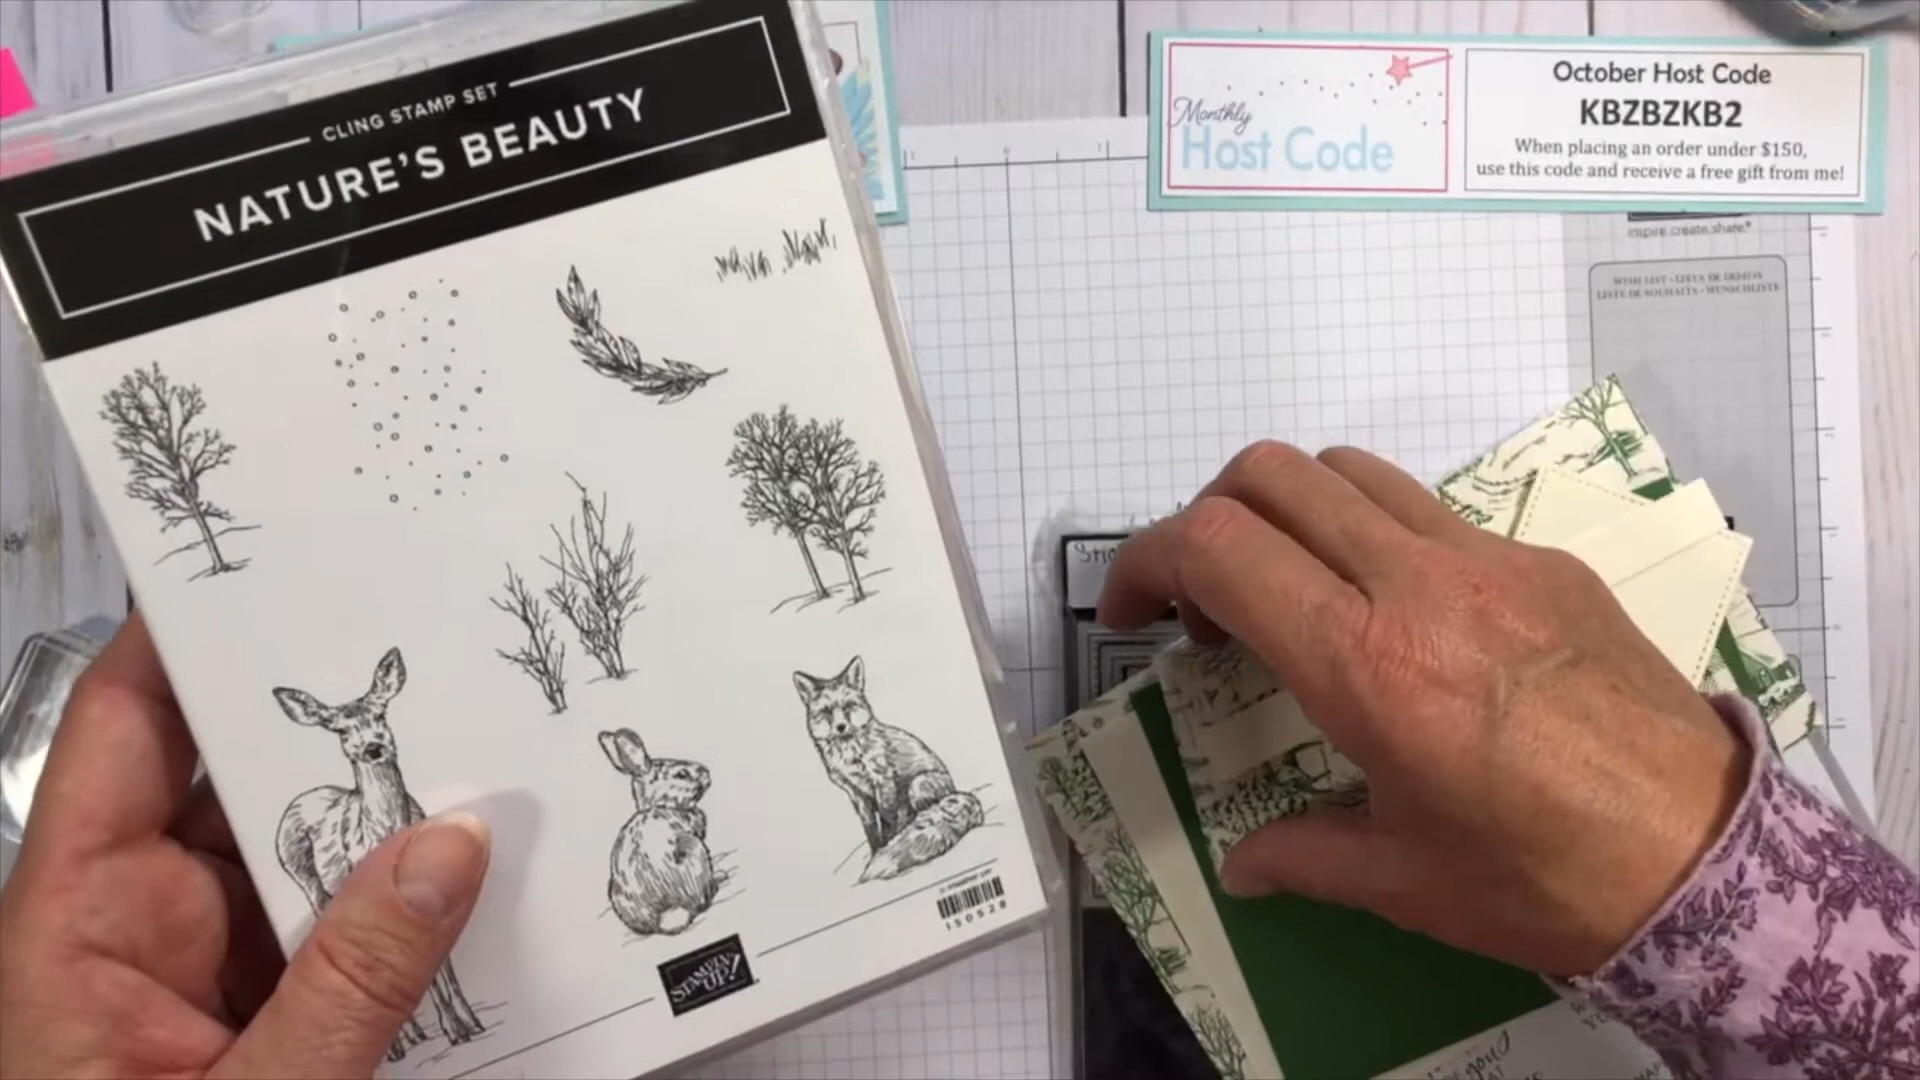 CLING STAMP SET
NATURE'S BEAUTY
150528
STAMPIN' UP!
Monthly
Host Code
October Host Code
KBZBZKB2
When placing an order under $150,
use this code and receive a free gift from me!
inspire.create.share.®
WISH LIST • LISTA DE DESEOS
LISTE DE SOUHAITS • WUNSCHLISTE
you
AT